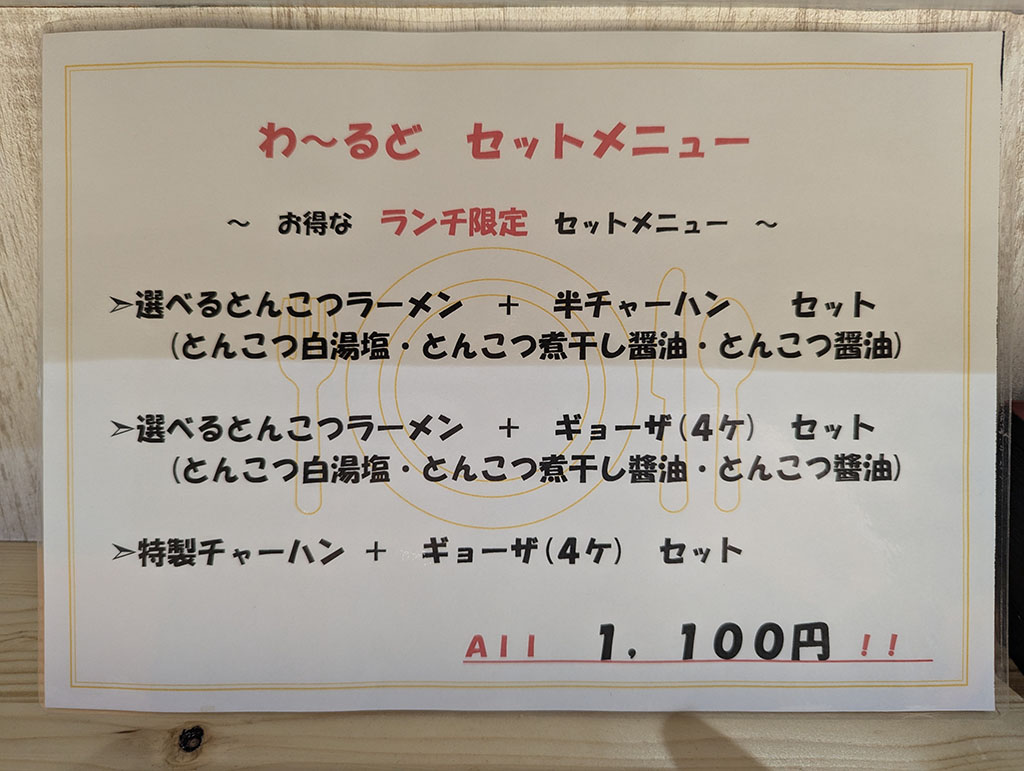 わ～るど　セットメニュー
～　お得な　ランチ限定　セットメニュー　～
➢選べるとんこつラーメン　＋　半チャーハン　　セット
(とんこつ白湯塩・とんこつ煮干し醤油・とんこつ醤油)
➢選べるとんこつラーメン　＋　ギョーザ(4ケ)　セット
(とんこつ白湯塩・とんこつ煮干し醬油・とんこつ醬油)
➢特製チャーハン　＋　ギョーザ(4ケ)　セット
All　1，100円！！